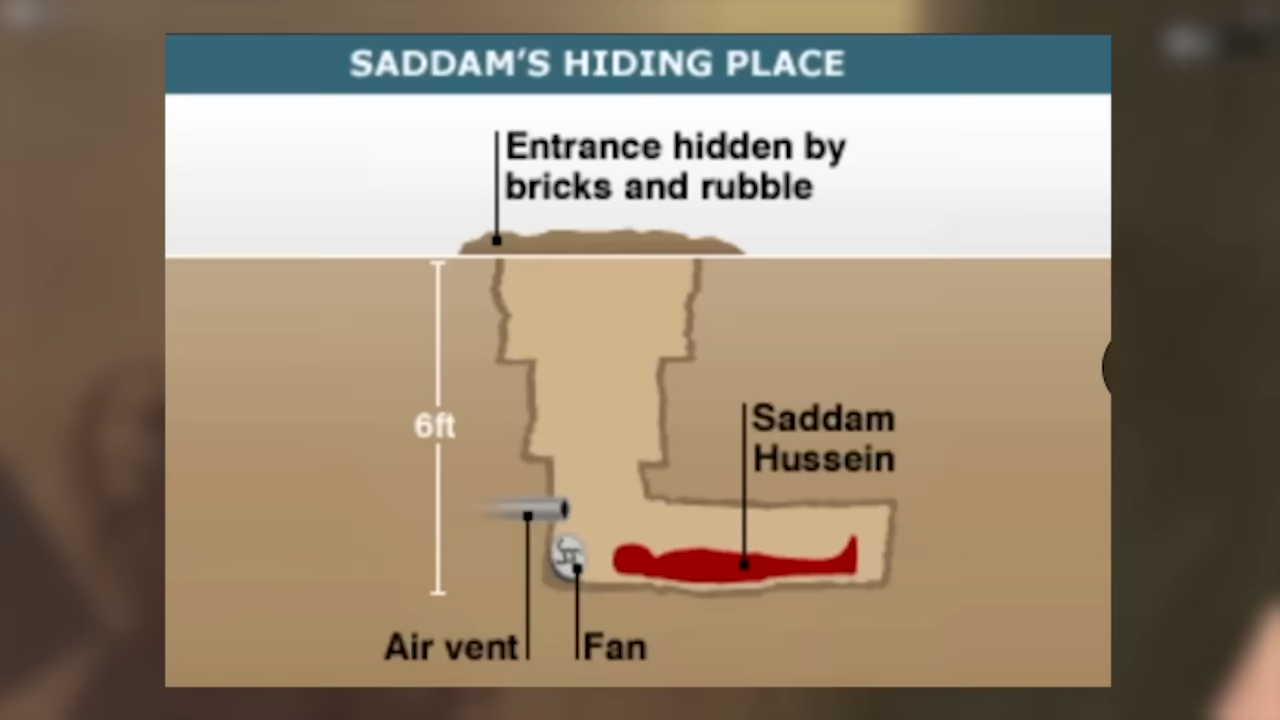 SADDAM'S HIDING PLACE
Entrance hidden by
bricks and rubble
6ft
Saddam
Hussein
Air vent
Fan